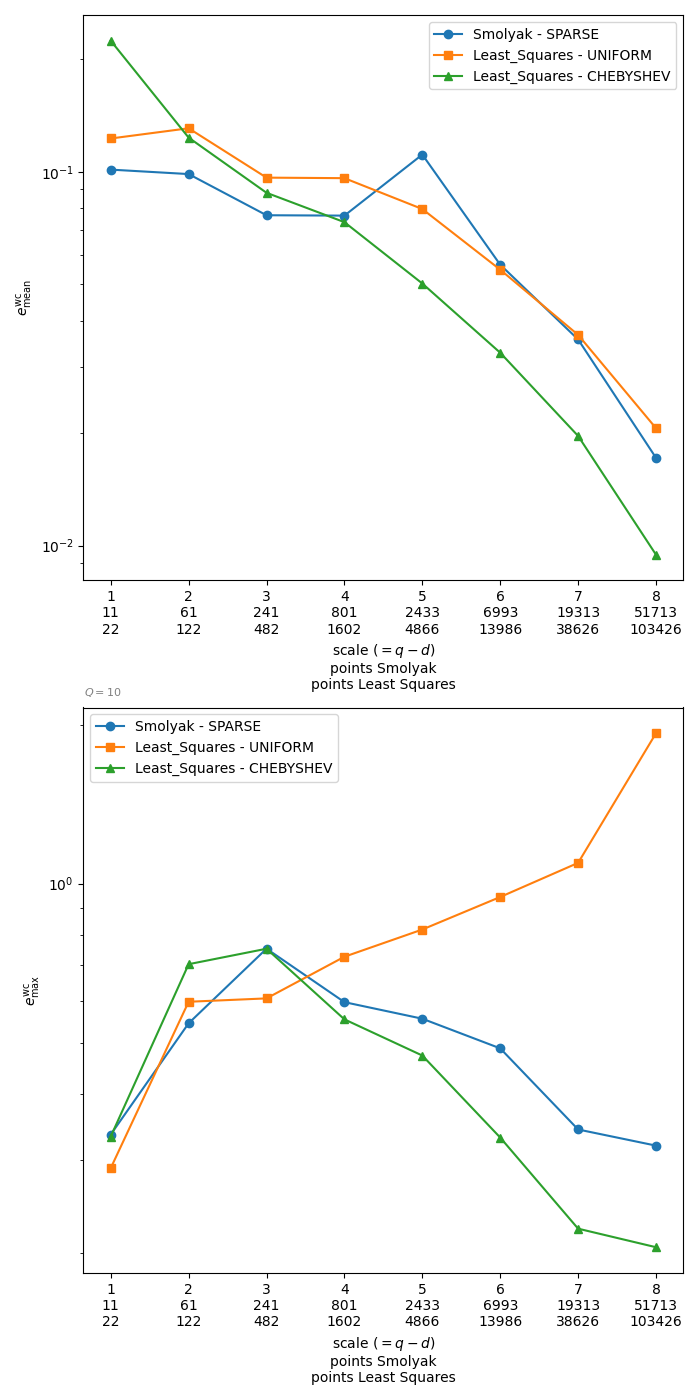 Smolyak - SPARSE
Least_Squares - UNIFORM
Least_Squares - CHEBYSHEV
10⁻¹
e^wc_mean
10⁻²
1 2 3 4 5 6 7 8
11 61 241 801 2433 6993 19313 51713
22 122 482 1602 4866 13986 38626 103426
scale (= q − d)
points Smolyak
points Least Squares
Q = 10
Smolyak - SPARSE
Least_Squares - UNIFORM
Least_Squares - CHEBYSHEV
10⁰
e^wc_max
1 2 3 4 5 6 7 8
11 61 241 801 2433 6993 19313 51713
22 122 482 1602 4866 13986 38626 103426
scale (= q − d)
points Smolyak
points Least Squares